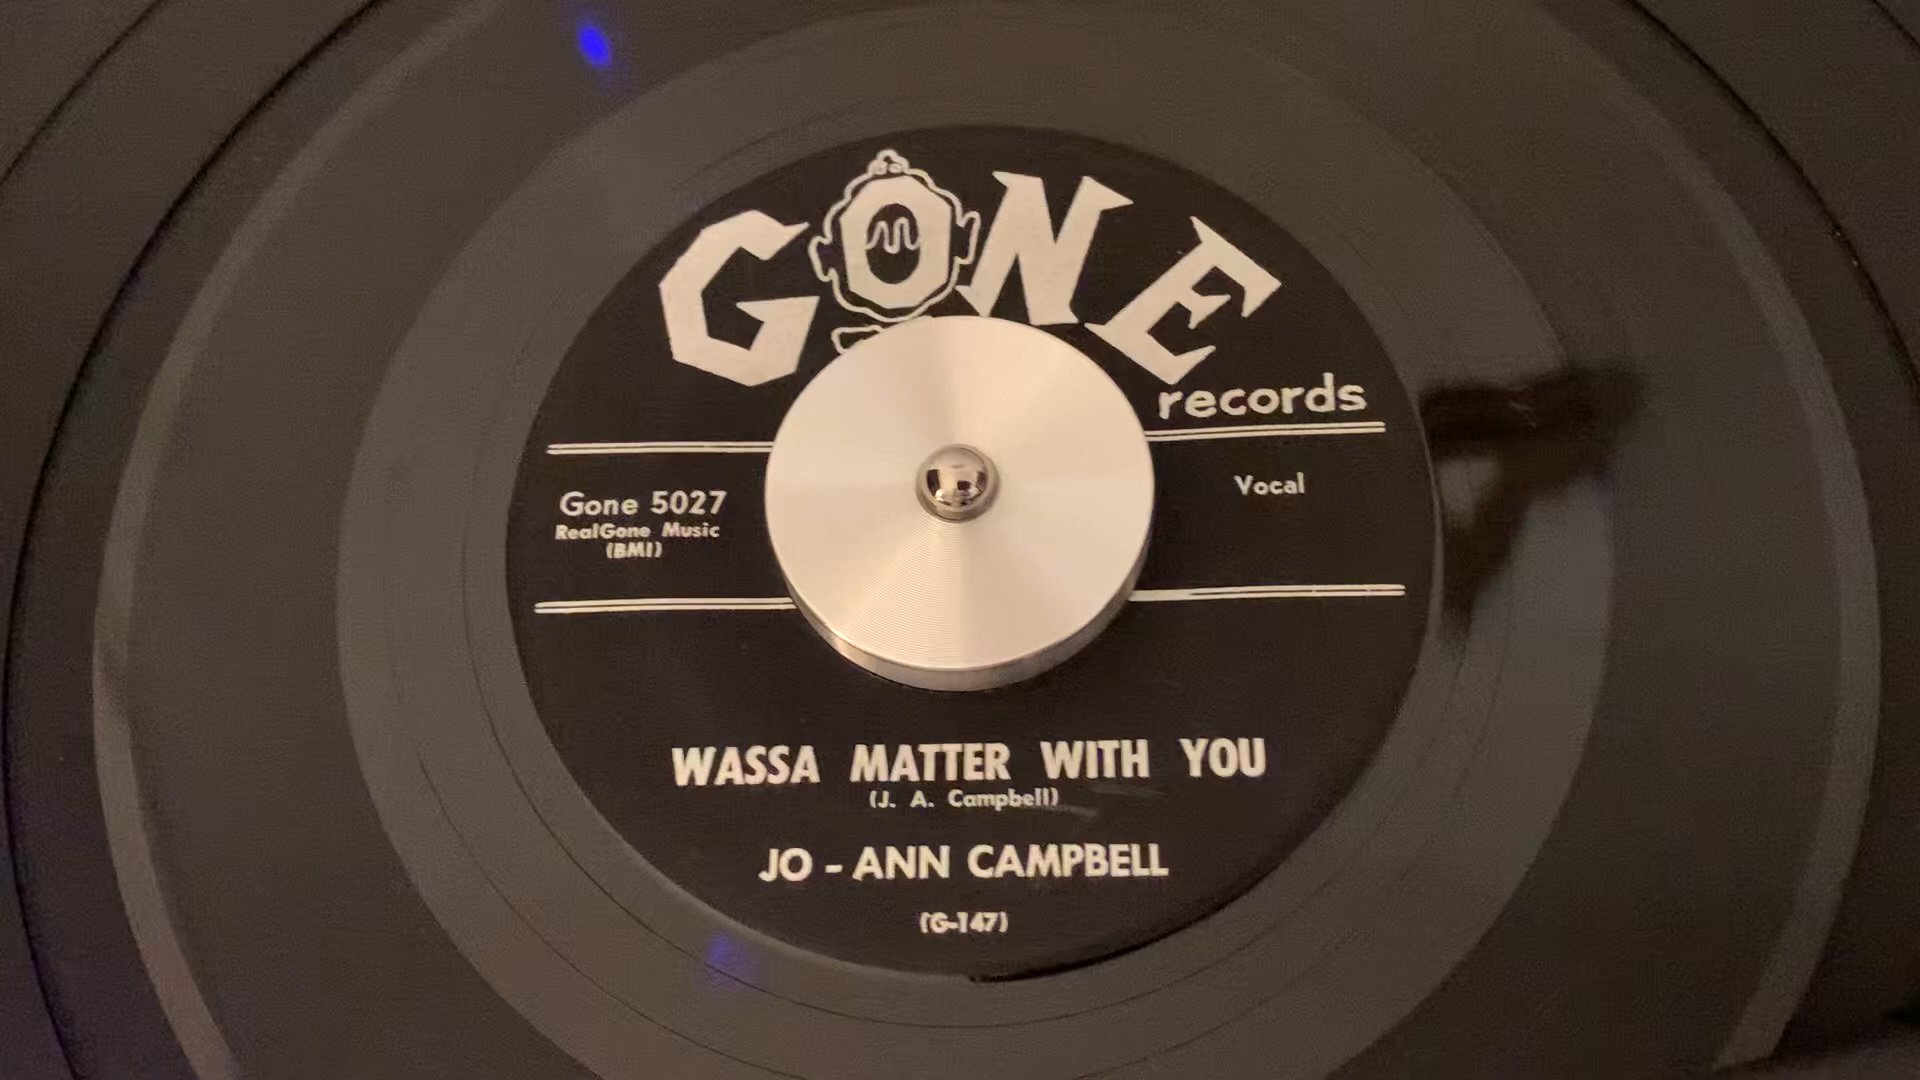 GONE
records
Gone 5027
RealGone Music
(BMI)
Vocal
WASSA MATTER WITH YOU
(J. A. Campbell)
JO - ANN CAMPBELL
(G-147)